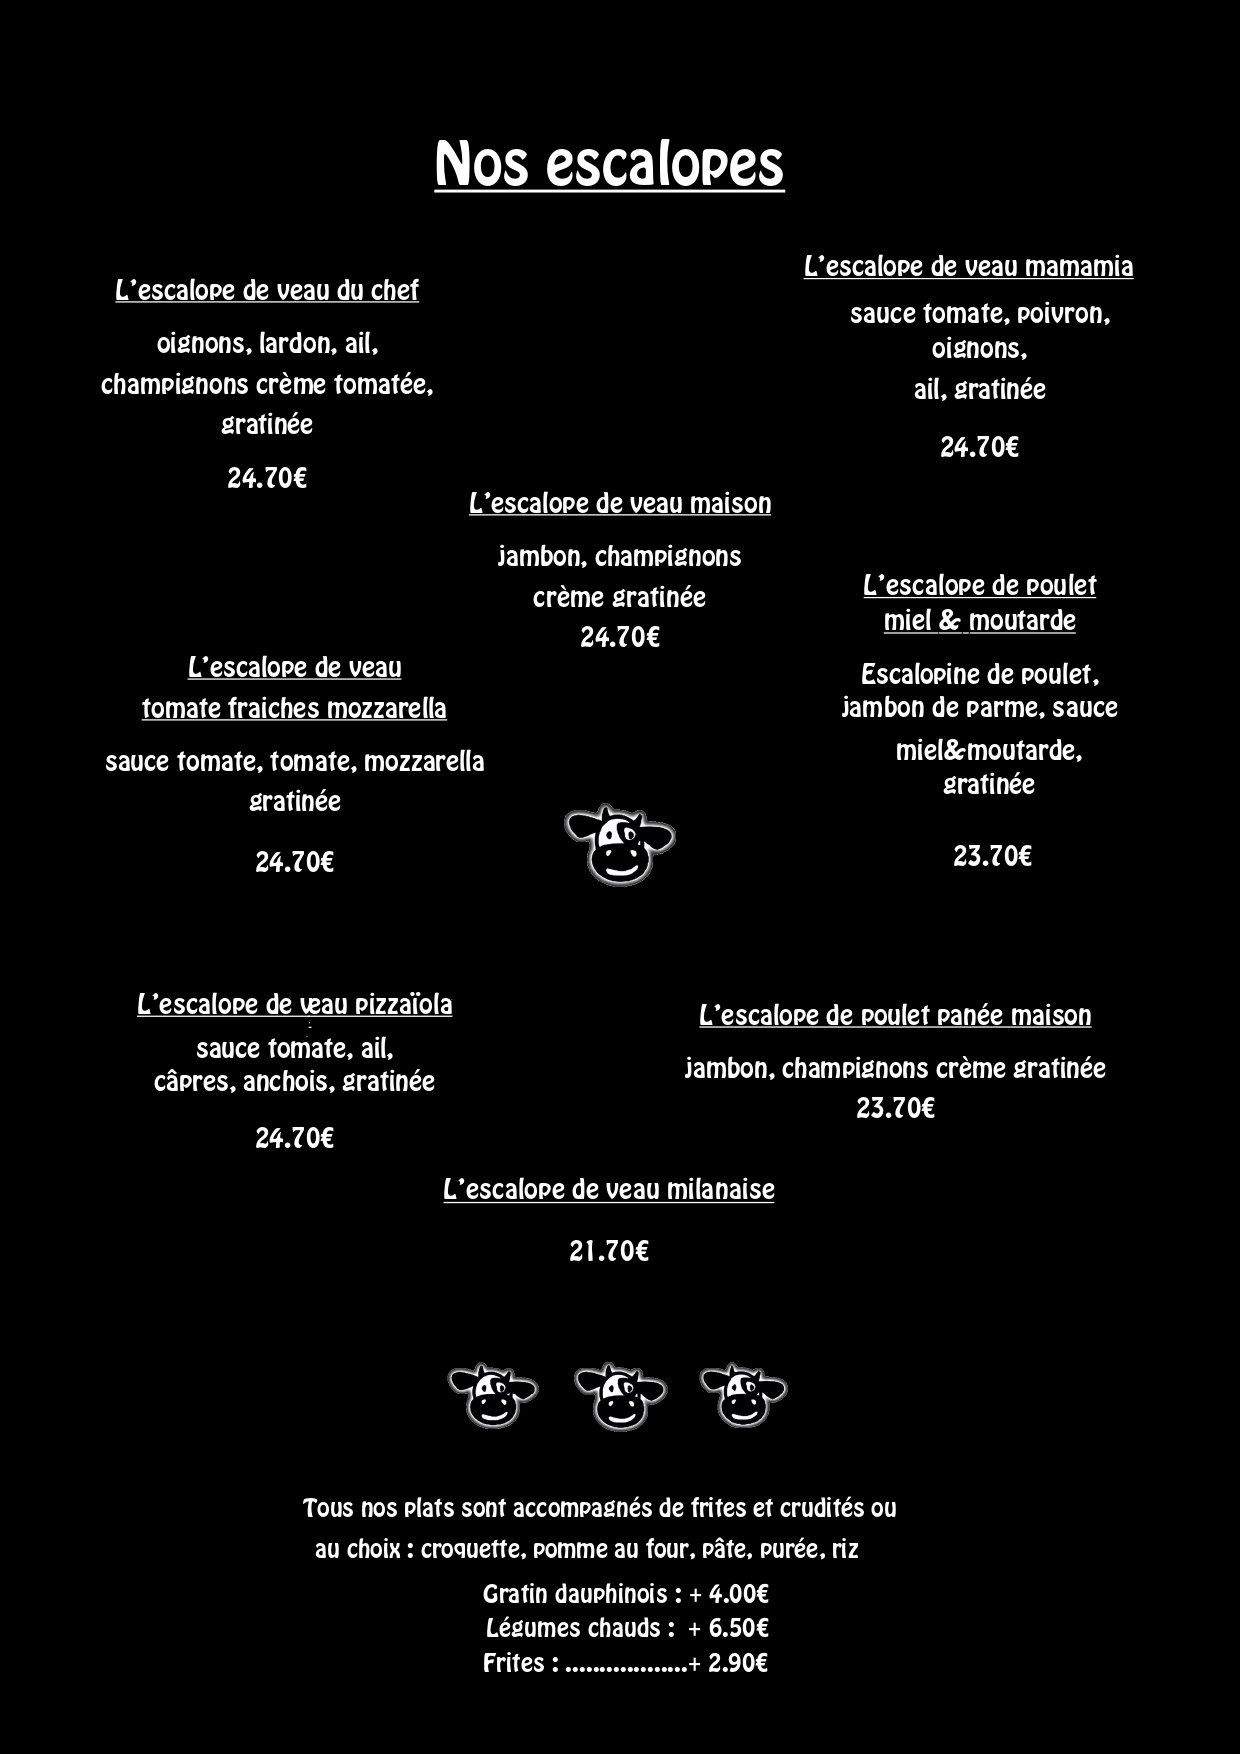 Nos escalopes
L'escalope de veau du chef
oignons, lardon, ail,
champignons crème tomatée,
gratinée
24.70€
L'escalope de veau mamamia
sauce tomate, poivron,
oignons,
ail, gratinée
24.70€
L'escalope de veau maison
jambon, champignons
crème gratinée
24.70€
L'escalope de poulet
miel & moutarde
Escalopine de poulet,
jambon de parme, sauce
miel&moutarde,
gratinée
23.70€
L'escalope de veau
tomate fraiches mozzarella
sauce tomate, tomate, mozzarella
gratinée
24.70€
L'escalope de veau pizzaïola
sauce tomate, ail,
câpres, anchois, gratinée
24.70€
L'escalope de poulet panée maison
jambon, champignons crème gratinée
23.70€
L'escalope de veau milanaise
21.70€
Tous nos plats sont accompagnés de frites et crudités ou
au choix : croquette, pomme au four, pâte, purée, riz
Gratin dauphinois : + 4.00€
Légumes chauds : + 6.50€
Frites : ..................+ 2.90€